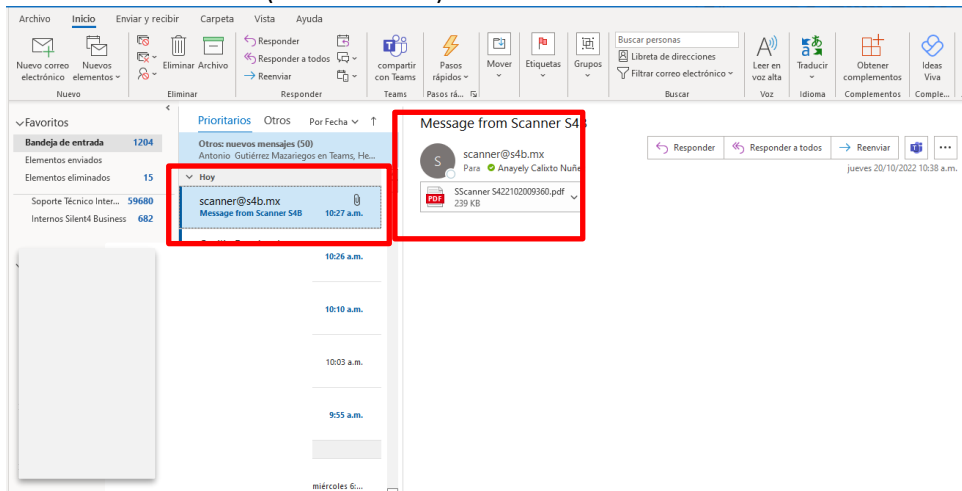 Archivo Inicio Enviar y recibir Carpeta Vista Ayuda
Nuevo correo electrónico
Nuevos elementos
Nuevo
Eliminar
Archivo
Eliminar
Responder
Responder a todos
Reenviar
Responder
compartir con Teams
Teams
Pasos rápidos
Pasos rá...
Mover
Etiquetas
Grupos
Buscar personas
Libreta de direcciones
Filtrar correo electrónico
Buscar
Leer en voz alta
Voz
Traducir
Idioma
Obtener complementos
Complementos
Ideas Viva
Comple...
Favoritos
Bandeja de entrada 1204
Elementos enviados
Elementos eliminados 15
Soporte Técnico Inter... 59680
Internos Silent4 Business 682
Prioritarios Otros Por Fecha
Otros: nuevos mensajes (50)
Antonio Gutiérrez Mazariegos en Teams, He...
Hoy
scanner@s4b.mx
Message from Scanner S4B 10:27 a.m.
10:26 a.m.
10:10 a.m.
10:03 a.m.
9:55 a.m.
miércoles 6:...
Message from Scanner S4B
S
scanner@s4b.mx
Para Anayely Calixto Nuñe
Responder Responder a todos Reenviar
jueves 20/10/2022 10:38 a.m.
PDF
SScanner S422102009360.pdf
239 KB